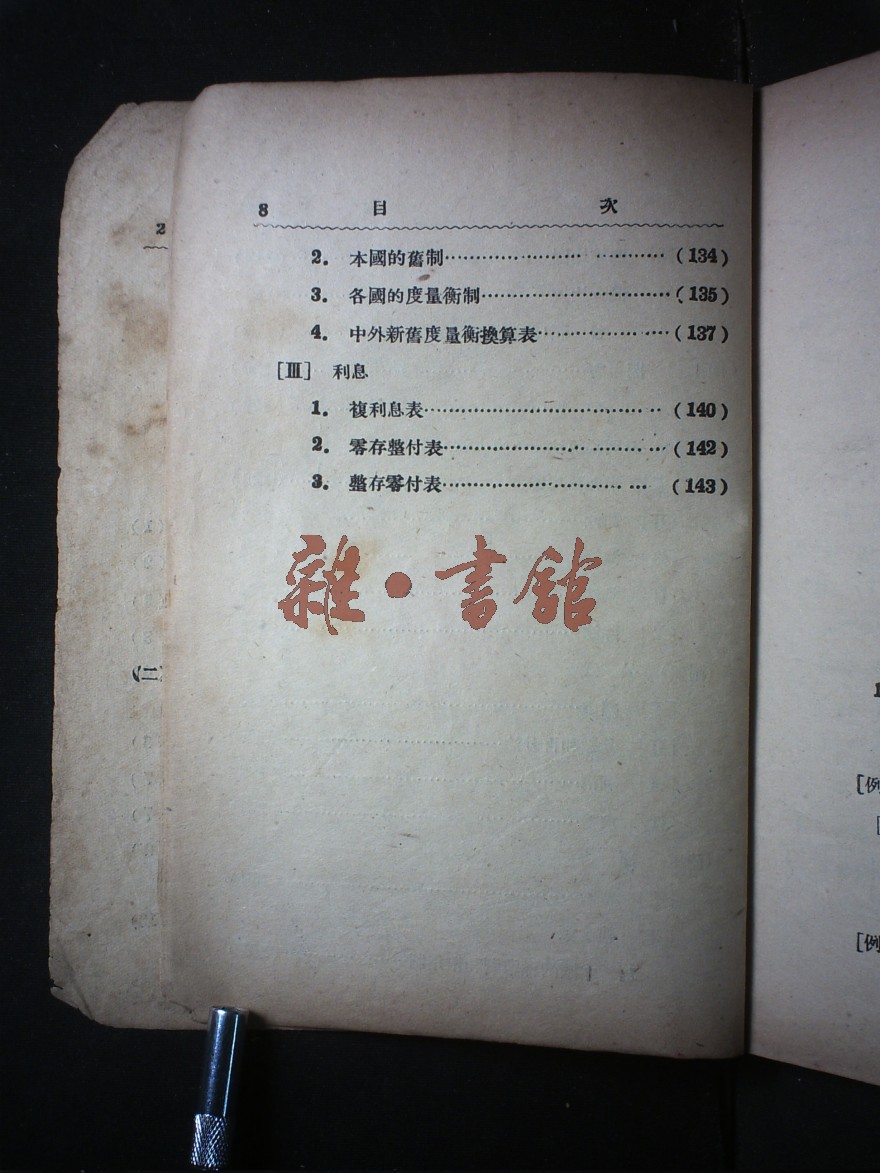 8 目 次
2. 本國的舊制…………………………(134)
3. 各國的度量衡制…………………………(135)
4. 中外新舊度量衡換算表…………………(137)
[Ⅲ] 利息
1. 複利息表…………………………(140)
2. 零存整付表…………………………(142)
3. 整存零付表…………………………(143)
雜·書館
2
[例
[例